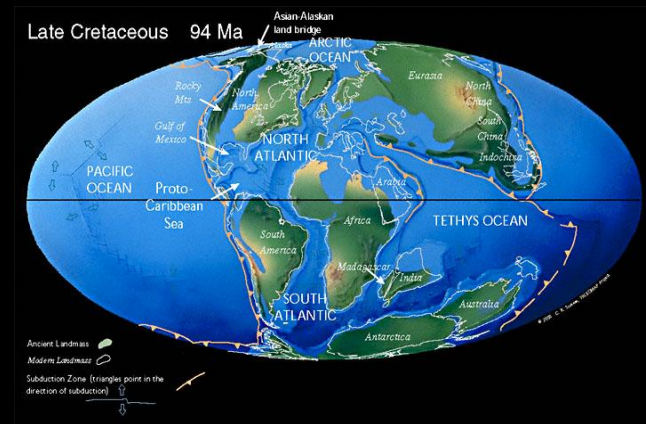 Late Cretaceous 94 Ma
Asian-Alaskan
land bridge
Alaska
ARCTIC
OCEAN
Eurasia
Rocky
Mts.
North
America
North
China
South
China
Indochina
Gulf of
Mexico
NORTH
ATLANTIC
PACIFIC
OCEAN
Proto-
Caribbean
Sea
Arabia
Africa
TETHYS OCEAN
South
America
Madagascar
India
SOUTH
ATLANTIC
Australia
Antarctica
Ancient Landmass
Modern Landmass
Subduction Zone (triangles point in the
direction of subduction)